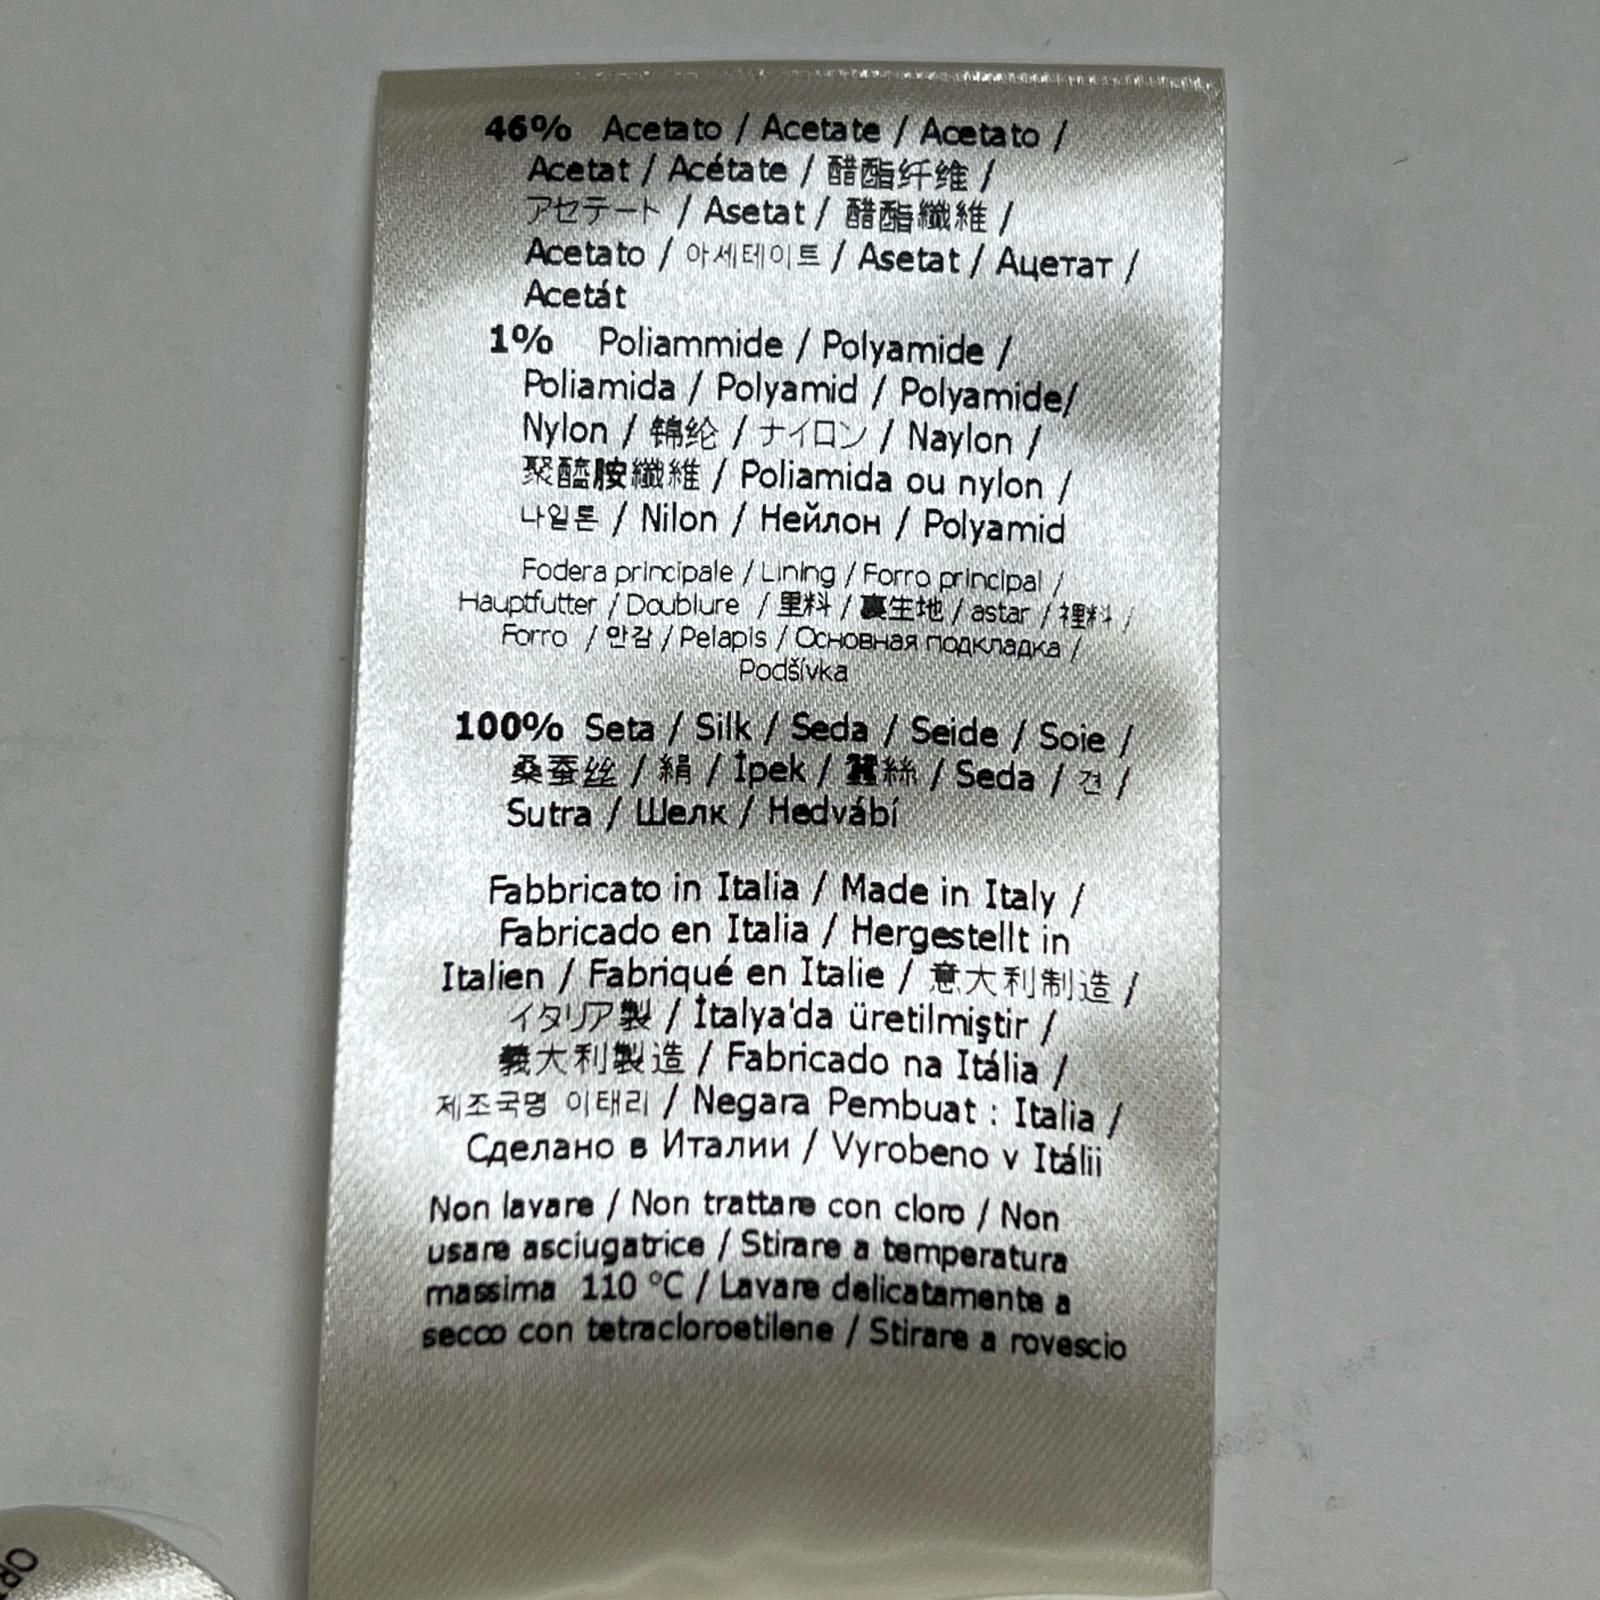 46% Acetato / Acetate / Acetato /
Acetat / Acétate / 醋酯纤维 /
アセテート / Asetat / 醋酯纖維 /
Acetato / 아세테이트 / Asetat / Ацетат /
Acetát
1% Poliammide / Polyamide /
Poliamida / Polyamid / Polyamide/
Nylon / 锦纶 / ナイロン / Naylon /
聚醯胺纖維 / Poliamida ou nylon /
나일론 / Nilon / Нейлон / Polyamid
Fodera principale / Lining / Forro principal /
Hauptfutter / Doublure / 里料 / 裏生地 / astar / 裡料 /
Forro / 안감 / Pelapis / Основная подкладка /
Podšívka
100% Seta / Silk / Seda / Seide / Soie /
桑蚕丝 / 絹 / İpek / 蠶絲 / Seda / 견 /
Sutra / Шелк / Hedvábí
Fabbricato in Italia / Made in Italy /
Fabricado en Italia / Hergestellt in
Italien / Fabriqué en Italie / 意大利制造 /
イタリア製 / İtalya'da üretilmiştir /
義大利製造 / Fabricado na Itália /
제조국명 이태리 / Negara Pembuat : Italia /
Сделано в Италии / Vyrobeno v Itálii
Non lavare / Non trattare con cloro / Non
usare asciugatrice / Stirare a temperatura
massima 110 °C / Lavare delicatamente a
secco con tetracloroetilene / Stirare a rovescio